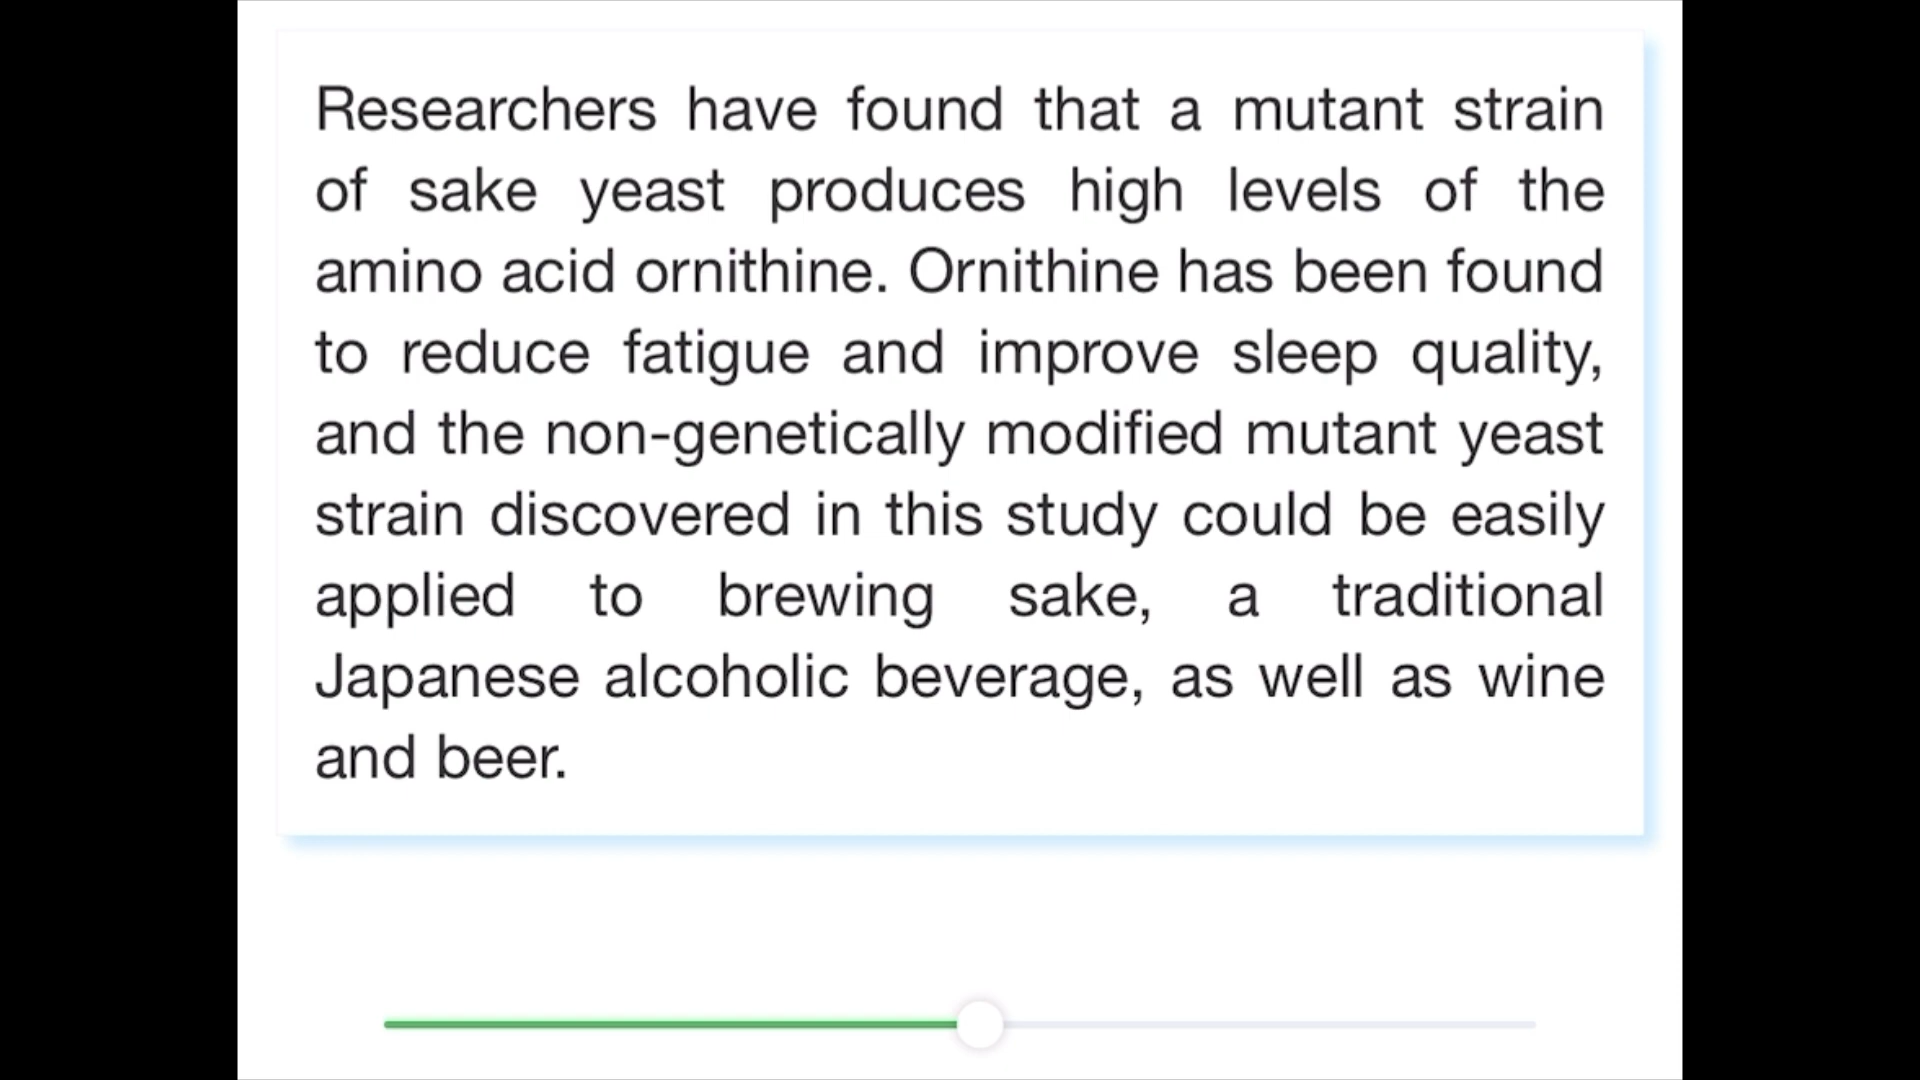 Researchers have found that a mutant strain
of sake yeast produces high levels of the
amino acid ornithine. Ornithine has been found
to reduce fatigue and improve sleep quality,
and the non-genetically modified mutant yeast
strain discovered in this study could be easily
applied to brewing sake, a traditional
Japanese alcoholic beverage, as well as wine
and beer.